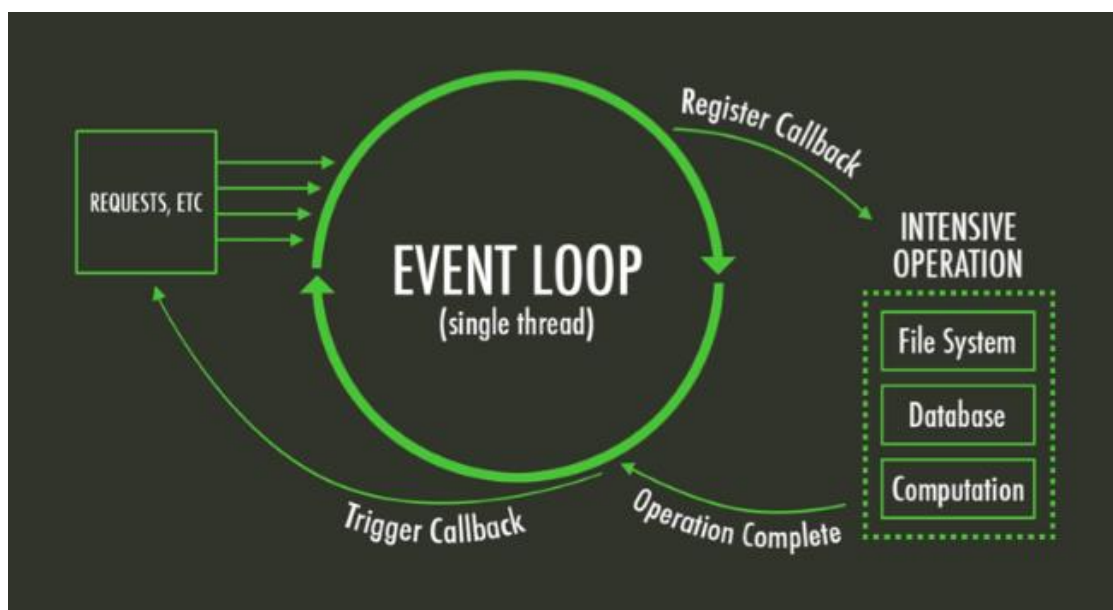 REQUESTS, ETC
EVENT LOOP
(single thread)
Register Callback
INTENSIVE
OPERATION
File System
Database
Computation
Operation Complete
Trigger Callback